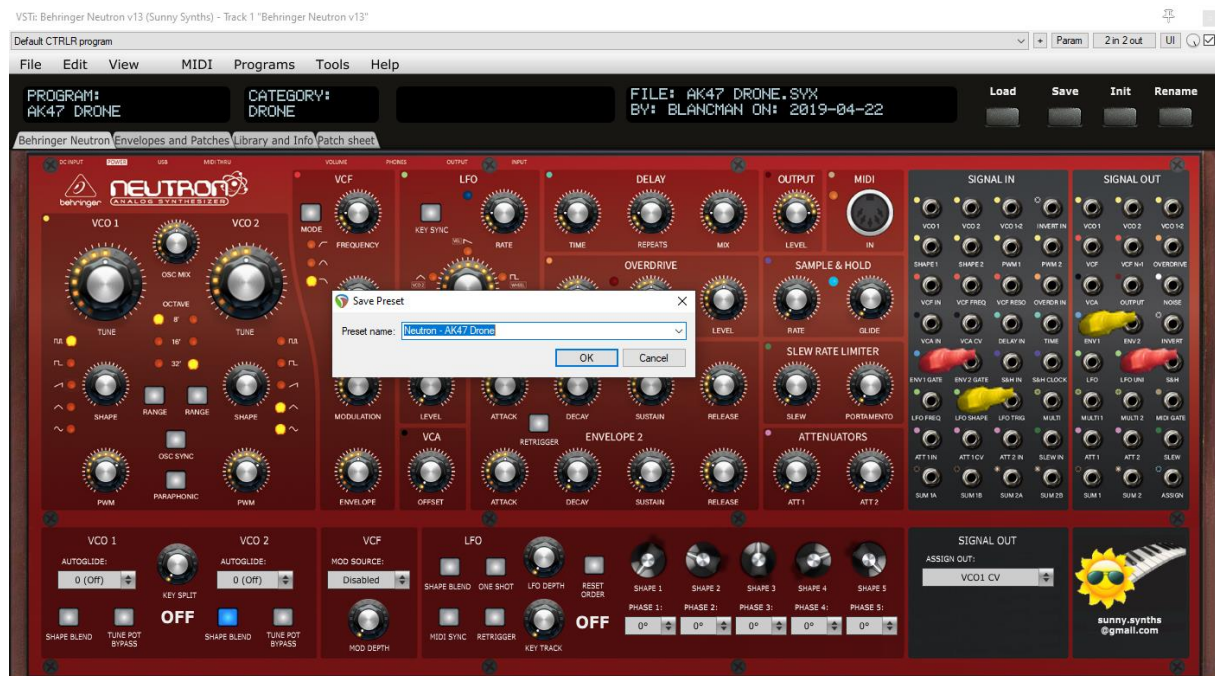 VSTi: Behringer Neutron v13 (Sunny Synths) - Track 1 "Behringer Neutron v13"
Default CTRLR program + Param 2 in 2 out UI
File Edit View MIDI Programs Tools Help
PROGRAM: CATEGORY: FILE: AK47 DRONE.SYX
AK47 DRONE DRONE BY: BLANCMAN ON: 2019-04-22
Load Save Init Rename
Behringer Neutron Envelopes and Patches Library and Info Patch sheet
DC INPUT POWER USB MIDI THRU VOLUME PHONES OUTPUT INPUT
behringer NEUTRON
ANALOG SYNTHESIZER
VCF LFO DELAY OUTPUT MIDI SIGNAL IN SIGNAL OUT
VCO 1 VCO 2
MODE FREQUENCY KEY SYNC RATE TIME REPEATS MIX LEVEL IN
VCO 1 VCO 2 VCO 1-2 INVERT IN VCO 1 VCO 2 VCO 1-2
OSC MIX
OVERDRIVE SAMPLE & HOLD
SHAPE 1 SHAPE 2 PWM 1 PWM 2 VCF VCF N-1 OVERDRIVE
OCTAVE
8'
16'
32'
TUNE TUNE
VCF IN VCF FREQ VCF RESO OVERDR IN VCA OUTPUT NOISE
LEVEL RATE GLIDE
VCA IN VCA CV DELAY IN TIME ENV 1 ENV 2 INVERT
Save Preset
Preset name: Neutron - AK47 Drone
OK Cancel
SLEW RATE LIMITER
ENV 1 GATE ENV 2 GATE S&H IN S&H CLOCK LFO LFO UNI S&H
SHAPE RANGE RANGE SHAPE
MODULATION LEVEL ATTACK DECAY SUSTAIN RELEASE SLEW PORTAMENTO
LFO FREQ LFO SHAPE LFO TRIG MULTI MULTI 1 MULTI 2 MIDI GATE
VCA RETRIGGER ENVELOPE 2 ATTENUATORS
OSC SYNC
ATT 1 IN ATT 1 CV ATT 2 IN SLEW IN ATT 1 ATT 2 SLEW
PWM PARAPHONIC PWM
ENVELOPE OFFSET ATTACK DECAY SUSTAIN RELEASE ATT 1 ATT 2
SUM 1A SUM 1B SUM 2A SUM 2B SUM 1 SUM 2 ASSIGN
VCO 1 VCO 2 VCF LFO SIGNAL OUT
AUTOGLIDE: AUTOGLIDE: MOD SOURCE: ASSIGN OUT:
0 (Off) 0 (Off) Disabled VCO1 CV
KEY SPLIT
OFF
SHAPE BLEND ONE SHOT LFO DEPTH RESET ORDER SHAPE 1 SHAPE 2 SHAPE 3 SHAPE 4 SHAPE 5
PHASE 1: PHASE 2: PHASE 3: PHASE 4: PHASE 5:
0° 0° 0° 0° 0°
SHAPE BLEND TUNE POT BYPASS SHAPE BLEND TUNE POT BYPASS
MOD DEPTH
MIDI SYNC RETRIGGER KEY TRACK OFF
sunny.synths
@gmail.com